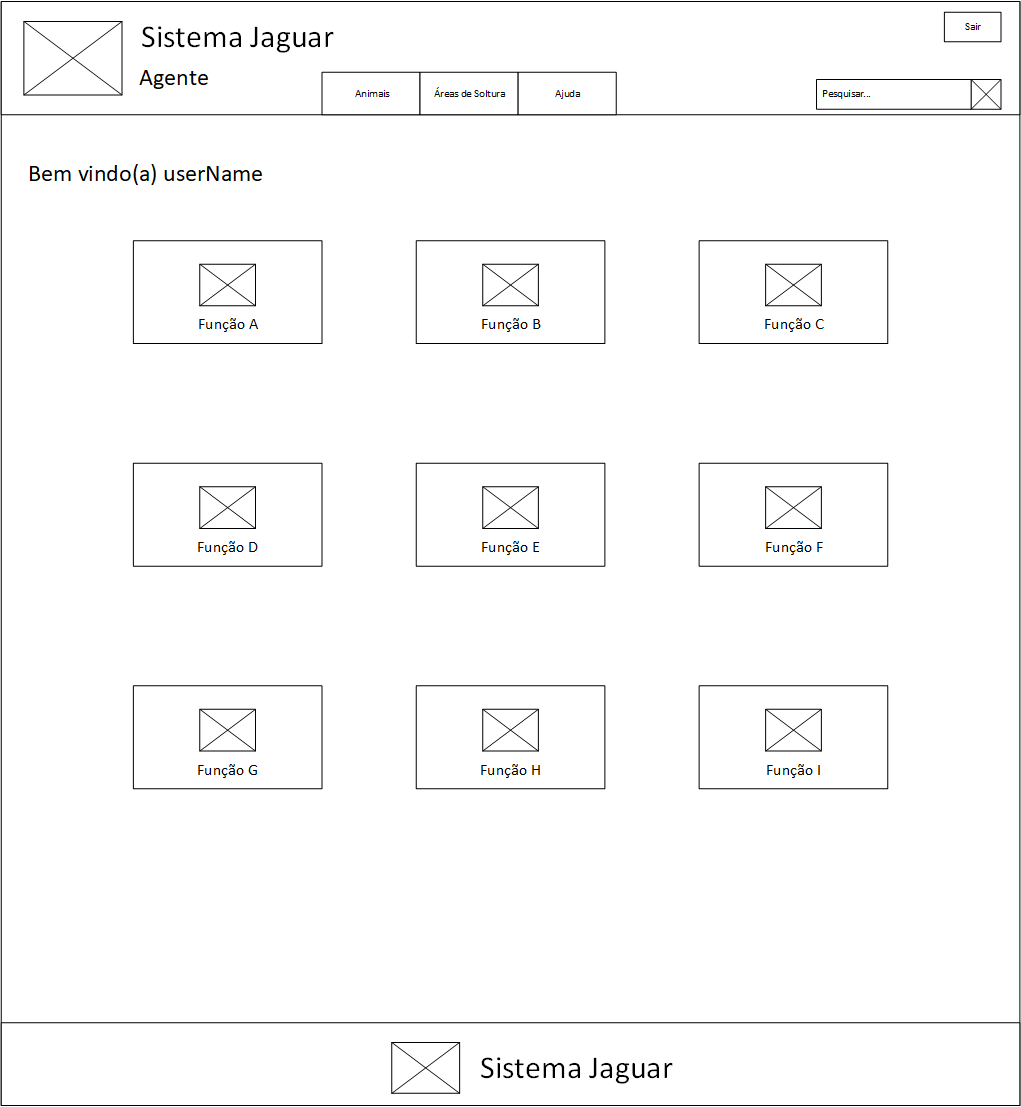 Sistema Jaguar
Sair
Agente
Animais
Áreas de Soltura
Ajuda
Pesquisar...
Bem vindo(a) userName
Função A
Função B
Função C
Função D
Função E
Função F
Função G
Função H
Função I
Sistema Jaguar